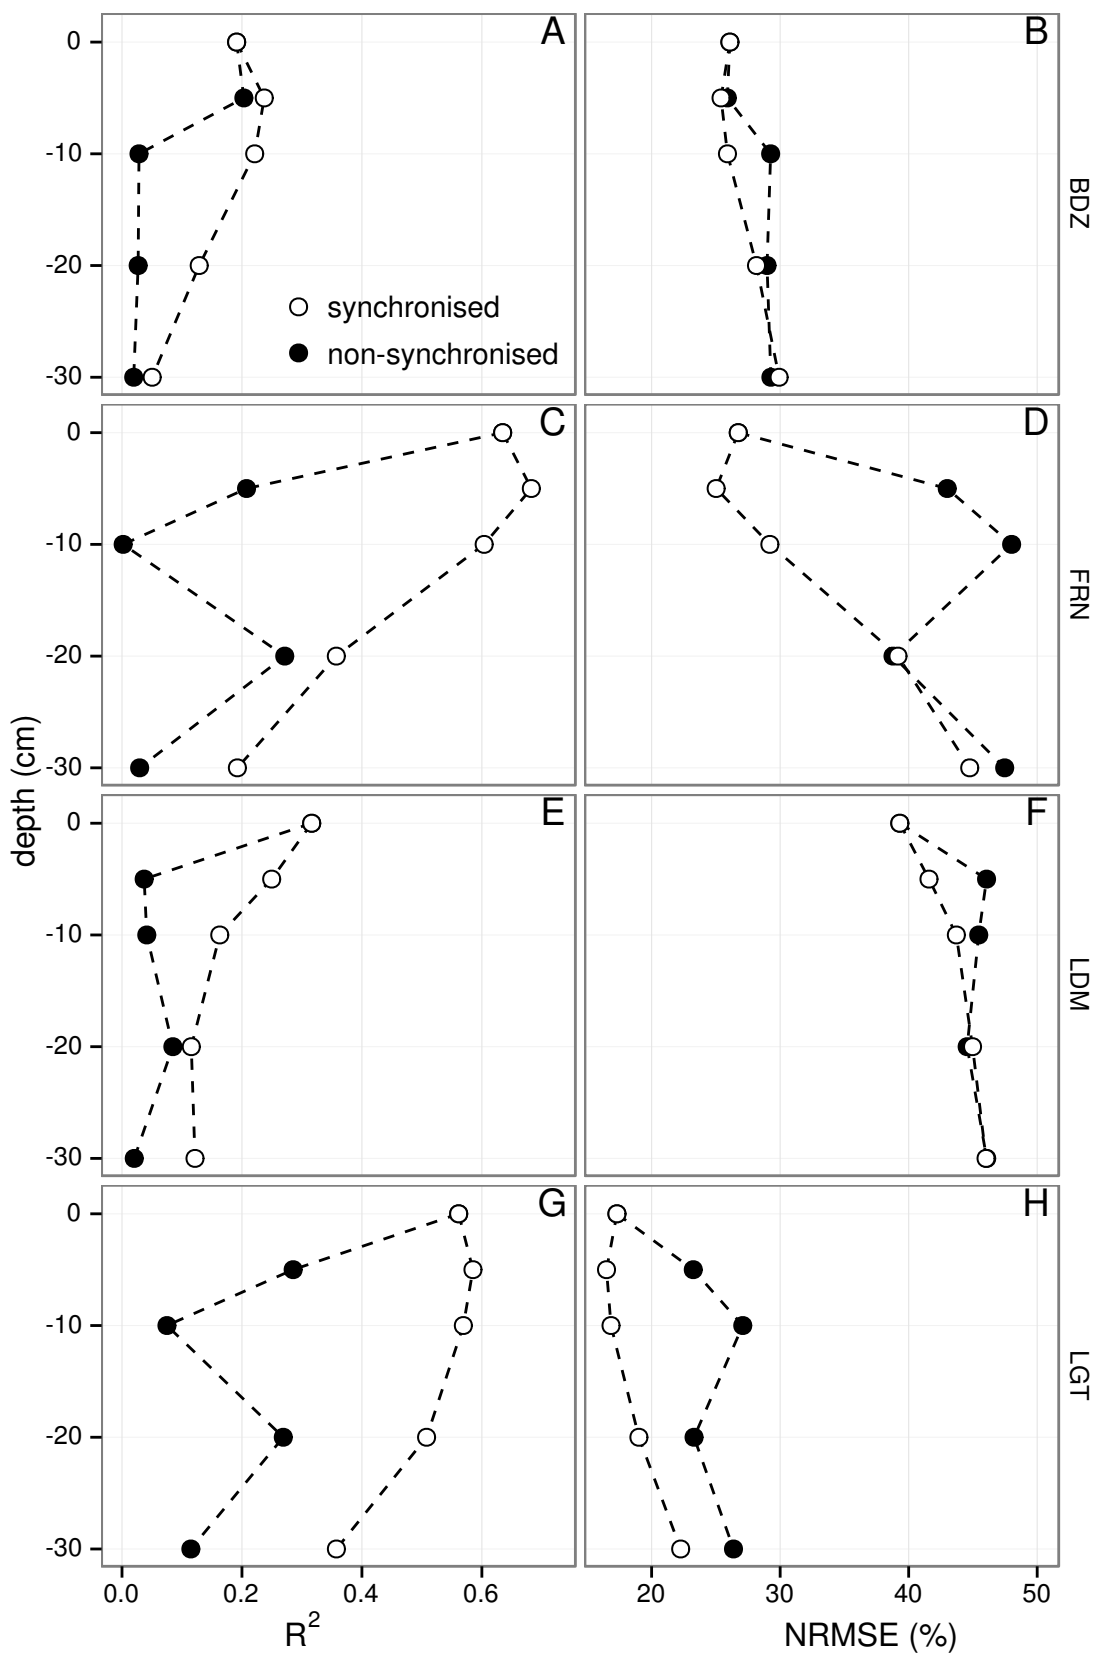 A
B
0
-10
-20
-30
synchronised
non-synchronised
BDZ
C
D
0
-10
-20
-30
FRN
depth (cm)
E
F
0
-10
-20
-30
LDM
G
H
0
-10
-20
-30
LGT
0.0 0.2 0.4 0.6
20 30 40 50
R²
NRMSE (%)